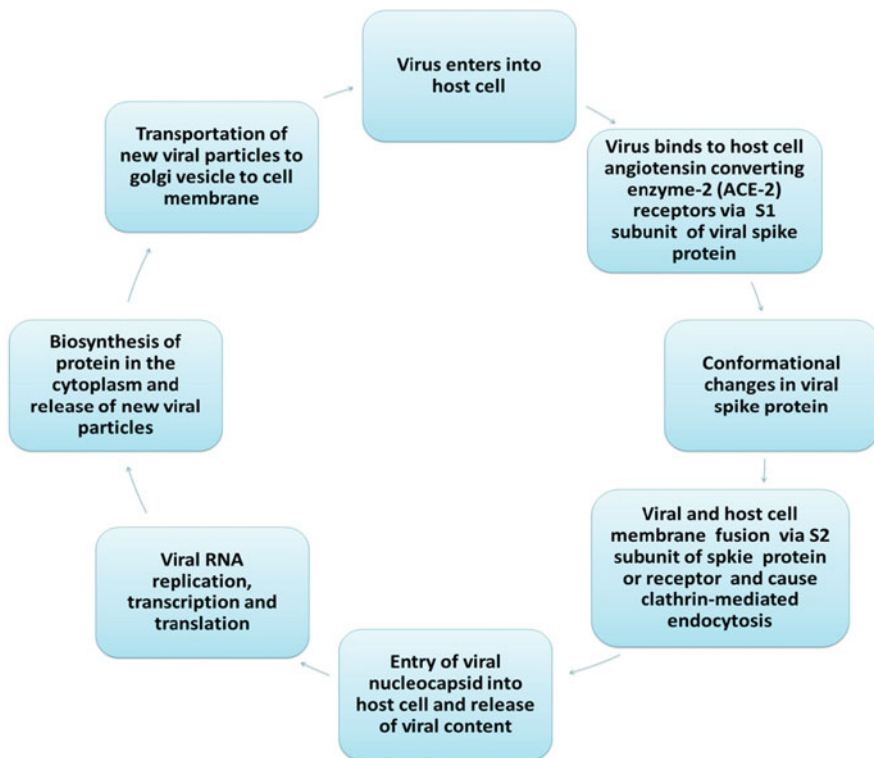 Virus enters into
host cell
Virus binds to host cell
angiotensin converting
enzyme-2 (ACE-2)
receptors via S1
subunit of viral spike
protein
Conformational
changes in viral
spike protein
Viral and host cell
membrane fusion via S2
subunit of spkie protein
or receptor and cause
clathrin-mediated
endocytosis
Entry of viral
nucleocapsid into
host cell and release
of viral content
Viral RNA
replication,
transcription and
translation
Biosynthesis of
protein in the
cytoplasm and
release of new viral
particles
Transportation of
new viral particles to
golgi vesicle to cell
membrane